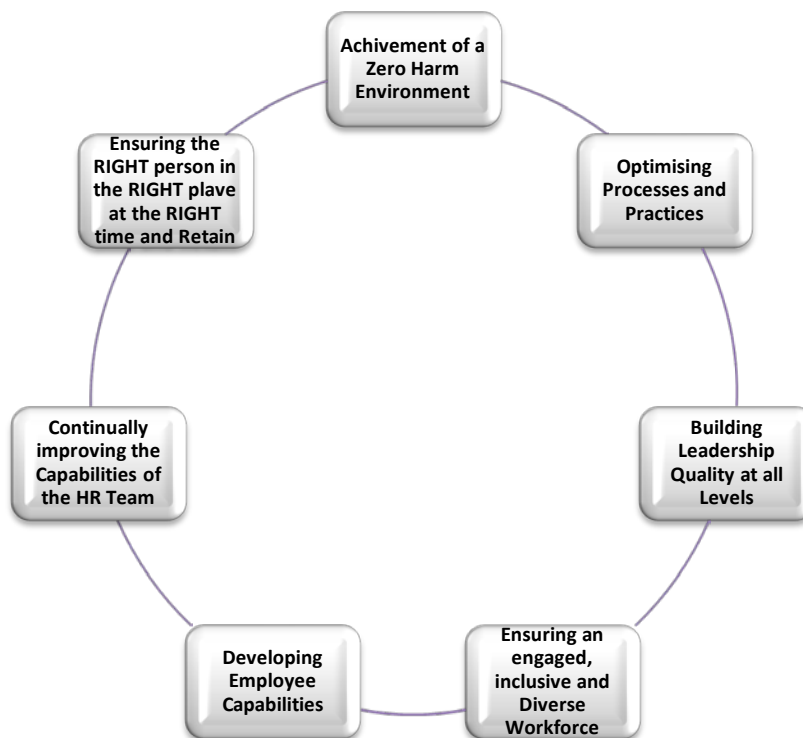 Achivement of a
Zero Harm
Environment
Optimising
Processes and
Practices
Building
Leadership
Quality at all
Levels
Ensuring an
engaged,
inclusive and
Diverse
Workforce
Developing
Employee
Capabilities
Continually
improving the
Capabilities of
the HR Team
Ensuring the
RIGHT person in
the RIGHT plave
at the RIGHT
time and Retain